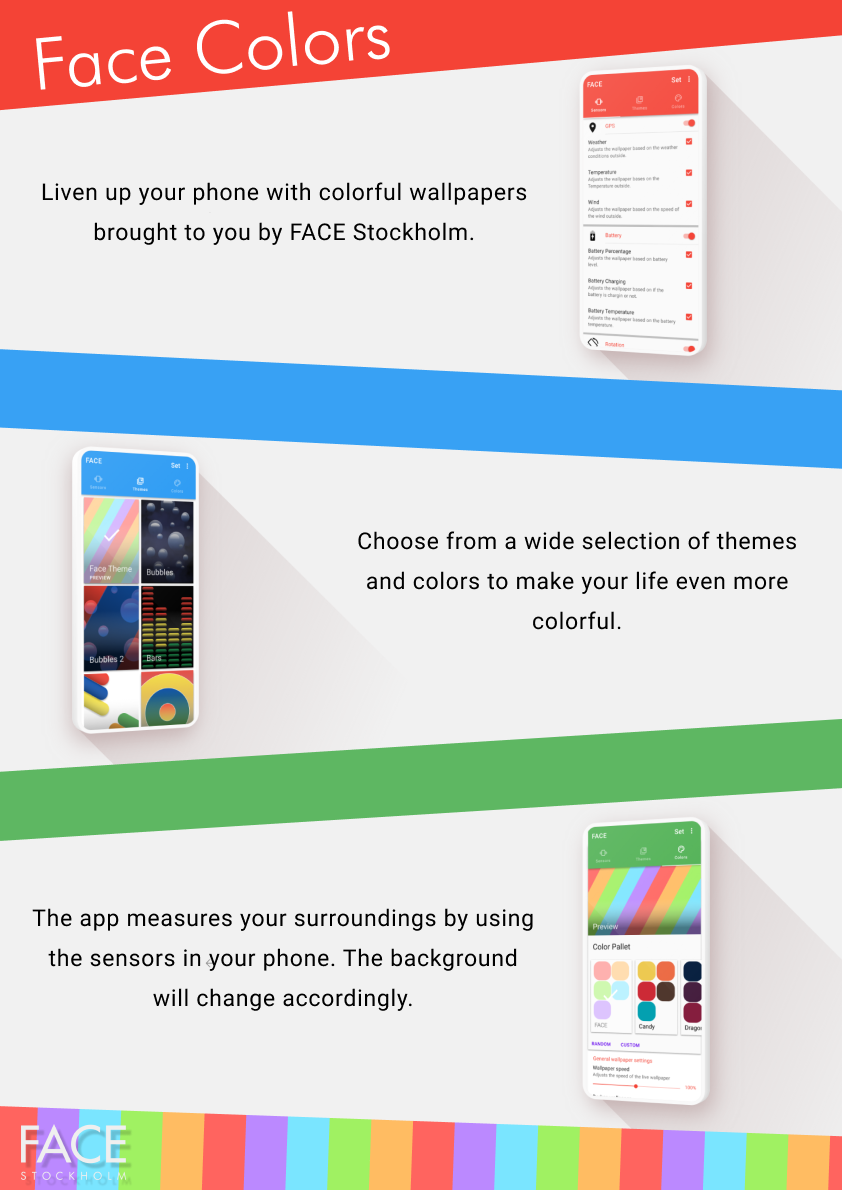 Face Colors
Liven up your phone with colorful wallpapers
brought to you by FACE Stockholm.
FACE
Set
Sensors
Themes
Colors
GPS
Weather
Adjusts the wallpaper based on the weather
conditions outside.
Temperature
Adjusts the wallpaper based on the
Temperature outside.
Wind
Adjusts the wallpaper based on the speed of
the wind outside.
Battery
Battery Percentage
Adjusts the wallpaper based on battery
level.
Battery Charging
Adjusts the wallpaper based on if the
battery is chargin or not.
Battery Temperature
Adjusts the wallpaper based on the battery
temperature.
Rotation
FACE
Set
Sensors
Themes
Colors
Face Theme
PREVIEW
Bubbles
Bubbles 2
Bars
Choose from a wide selection of themes
and colors to make your life even more
colorful.
FACE
Set
Sensors
Themes
Colors
Preview
Color Pallet
FACE
Candy
Dragon
RANDOM
CUSTOM
General wallpaper settings
Wallpaper speed
Adjusts the speed of the live wallpaper
100%
The app measures your surroundings by using
the sensors in your phone. The background
will change accordingly.
FACE
STOCKHOLM